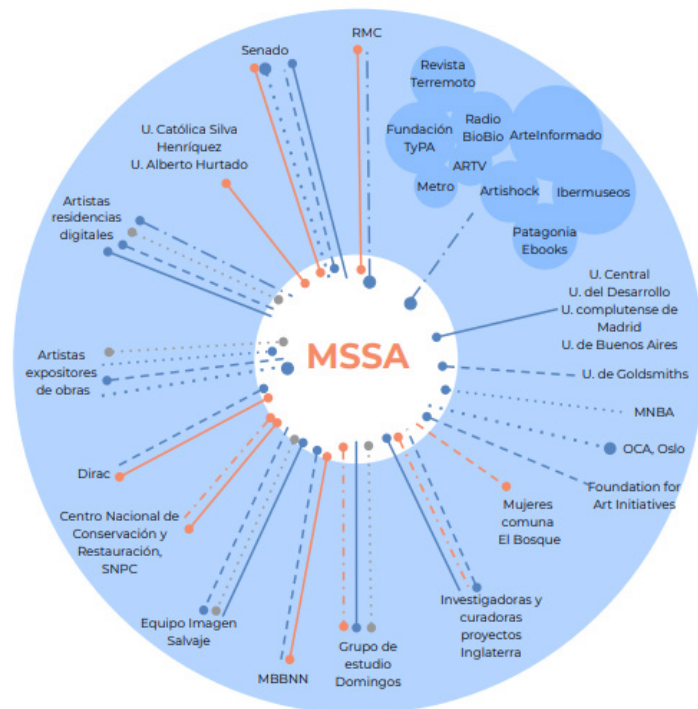 RMC
Senado
Revista
Terremoto
U. Católica Silva
Henríquez
U. Alberto Hurtado
Fundación
TyPA
Radio
BioBio
ArteInformado
ARTV
Metro
Artishock
Ibermuseos
Patagonia
Ebooks
Artistas
residencias
digitales
U. Central
U. del Desarrollo
U. complutense de
Madrid
U. de Buenos Aires
MSSA
Artistas
expositores
de obras
U. de Goldsmiths
MNBA
OCA, Oslo
Dirac
Foundation for
Art Initiatives
Mujeres
comuna
El Bosque
Centro Nacional de
Conservación y
Restauración,
SNPC
Equipo Imagen
Salvaje
Investigadoras y
curadoras
proyectos
Inglaterra
MBBNN
Grupo de
estudio
Domingos